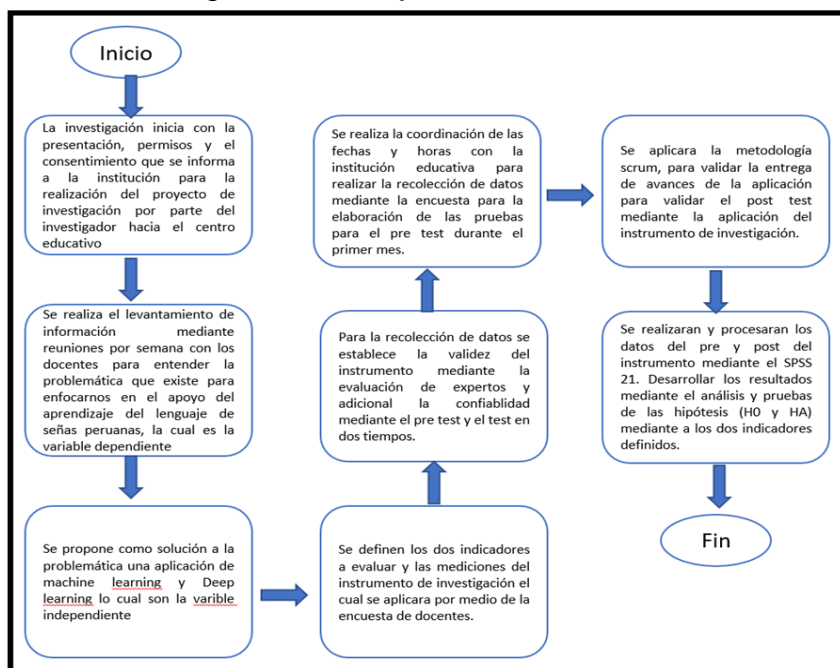 Inicio
La investigación inicia con la
presentación, permisos y el
consentimiento que se informa
a la institución para la
realización del proyecto de
investigación por parte del
investigador hacia el centro
educativo
Se realiza el levantamiento de
información mediante
reuniones por semana con los
docentes para entender la
problemática que existe para
enfocarnos en el apoyo del
aprendizaje del lenguaje de
señas peruanas, la cual es la
variable dependiente
Se propone como solución a la
problemática una aplicación de
machine learning y Deep
learning lo cual son la varible
independiente
Se definen los dos indicadores
a evaluar y las mediciones del
instrumento de investigación el
cual se aplicara por medio de la
encuesta de docentes.
Para la recolección de datos se
establece la validez del
instrumento mediante la
evaluación de expertos y
adicional la confiablidad
mediante el pre test y el test en
dos tiempos.
Se realiza la coordinación de las
fechas y horas con la
institución educativa para
realizar la recolección de datos
mediante la encuesta para la
elaboración de las pruebas
para el pre test durante el
primer mes.
Se aplicara la metodología
scrum, para validar la entrega
de avances de la aplicación
para validar el post test
mediante la aplicación del
instrumento de investigación.
Se realizaran y procesaran los
datos del pre y post del
instrumento mediante el SPSS
21. Desarrollar los resultados
mediante el análisis y pruebas
de las hipótesis (H0 y HA)
mediante a los dos indicadores
definidos.
Fin